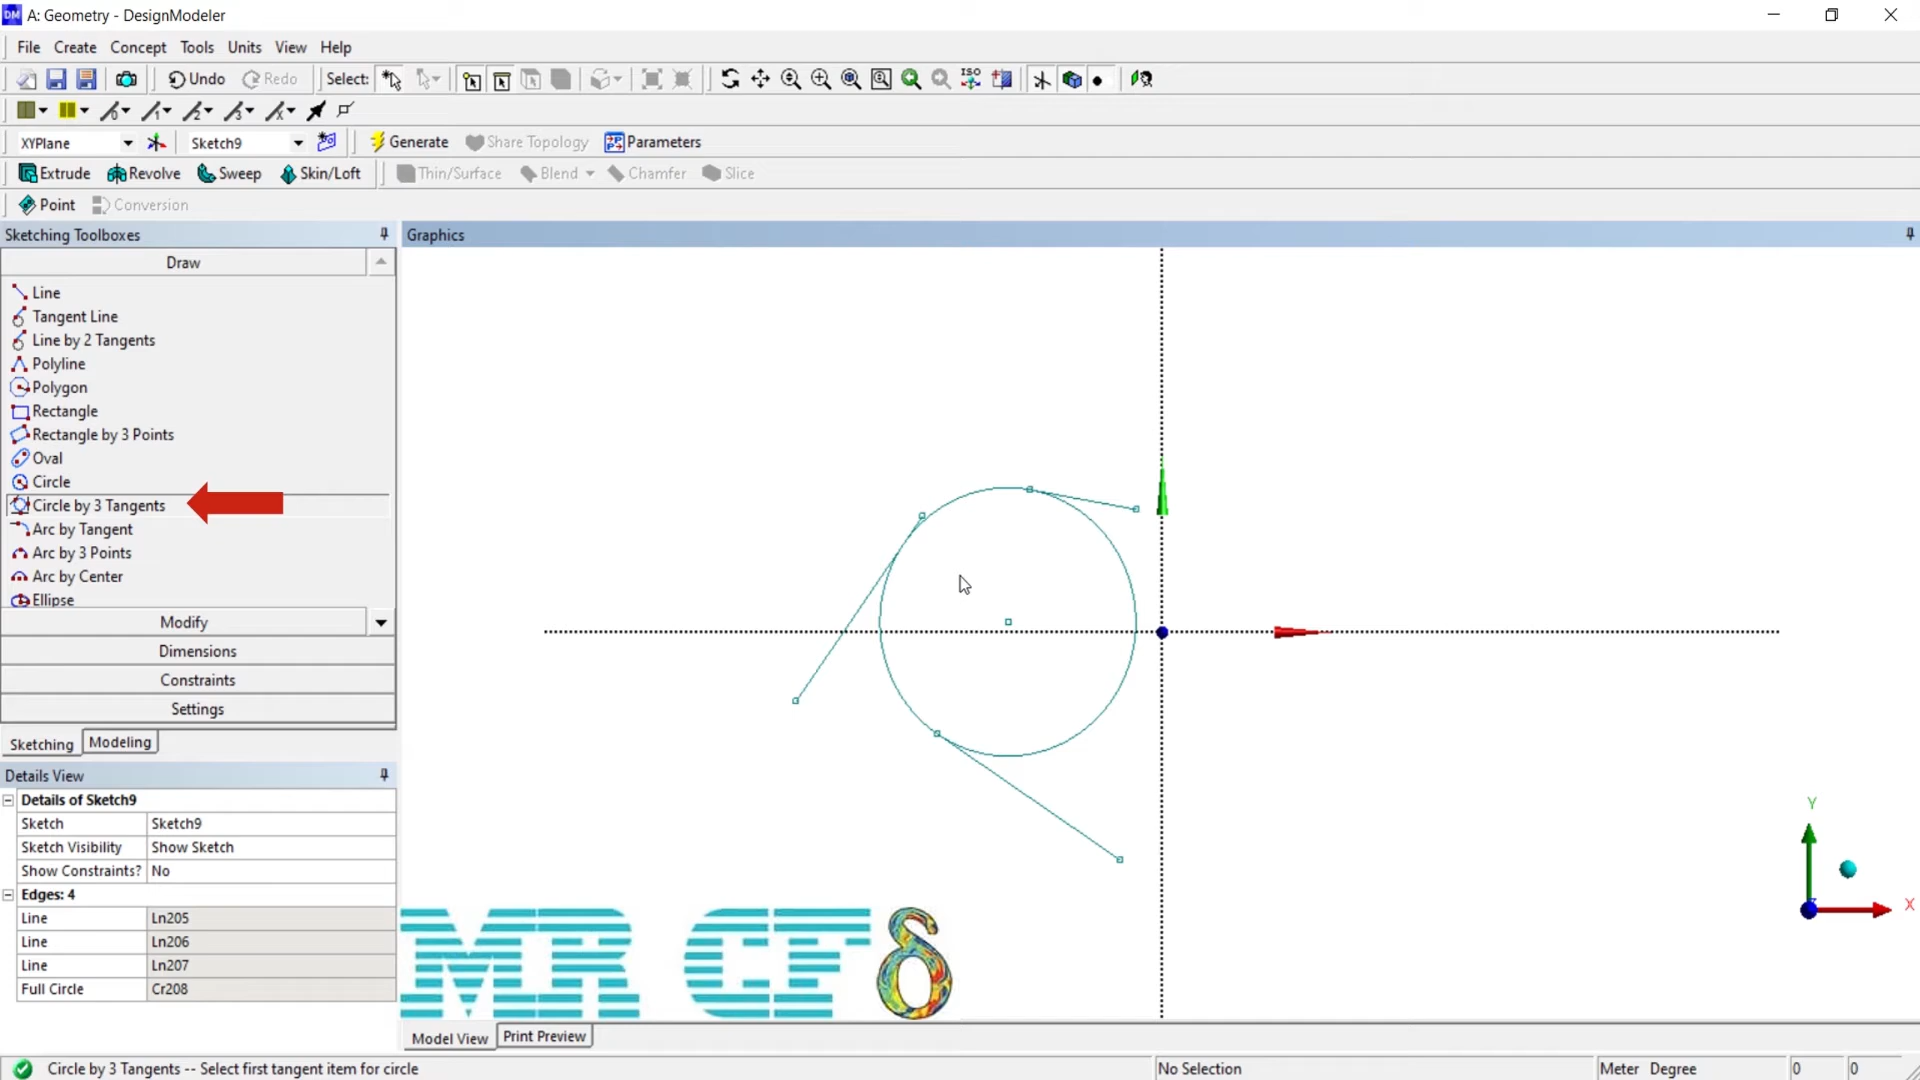 DM A: Geometry - DesignModeler
File Create Concept Tools Units View Help
Undo Redo Select: ISO
XYPlane Sketch9 Generate Share Topology Parameters
Extrude Revolve Sweep Skin/Loft Thin/Surface Blend Chamfer Slice
Point Conversion
Sketching Toolboxes
Draw
Line
Tangent Line
Line by 2 Tangents
Polyline
Polygon
Rectangle
Rectangle by 3 Points
Oval
Circle
Circle by 3 Tangents
Arc by Tangent
Arc by 3 Points
Arc by Center
Ellipse
Modify
Dimensions
Constraints
Settings
Sketching Modeling
Details View
Details of Sketch9
Sketch Sketch9
Sketch Visibility Show Sketch
Show Constraints? No
Edges: 4
Line Ln205
Line Ln206
Line Ln207
Full Circle Cr208
Graphics
Y
X
MR CFδ
Model View Print Preview
Circle by 3 Tangents -- Select first tangent item for circle No Selection Meter Degree 0 0